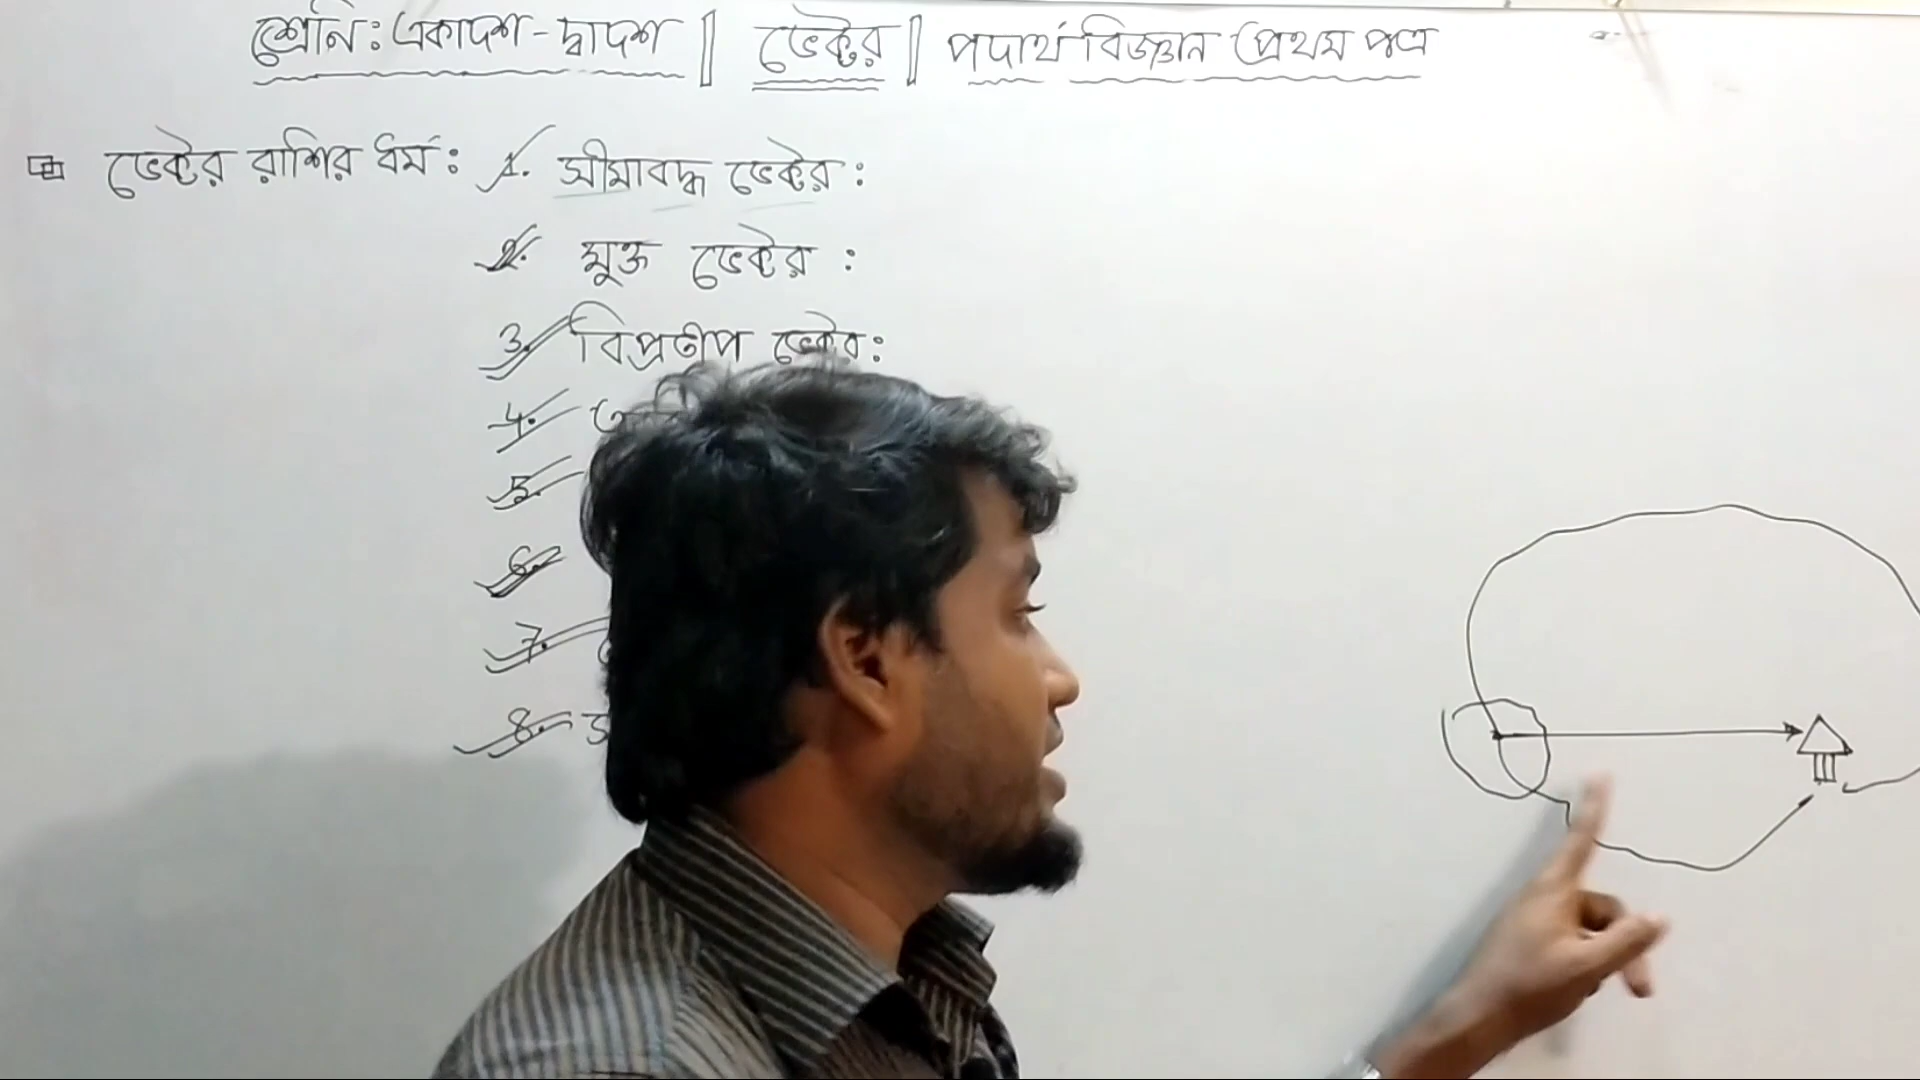 শ্রেনি: একাদশ - দ্বাদশ || ভেক্টর || পদার্থ বিজ্ঞান প্রথম পত্র
ভেক্টর রাশির ধর্ম: 1. সীমাবদ্ধ ভেক্টর:
2. মুক্ত ভেক্টর :
3. বিপ্রতীপ ভেক্টর:
4.
5.
6.
7.
8.